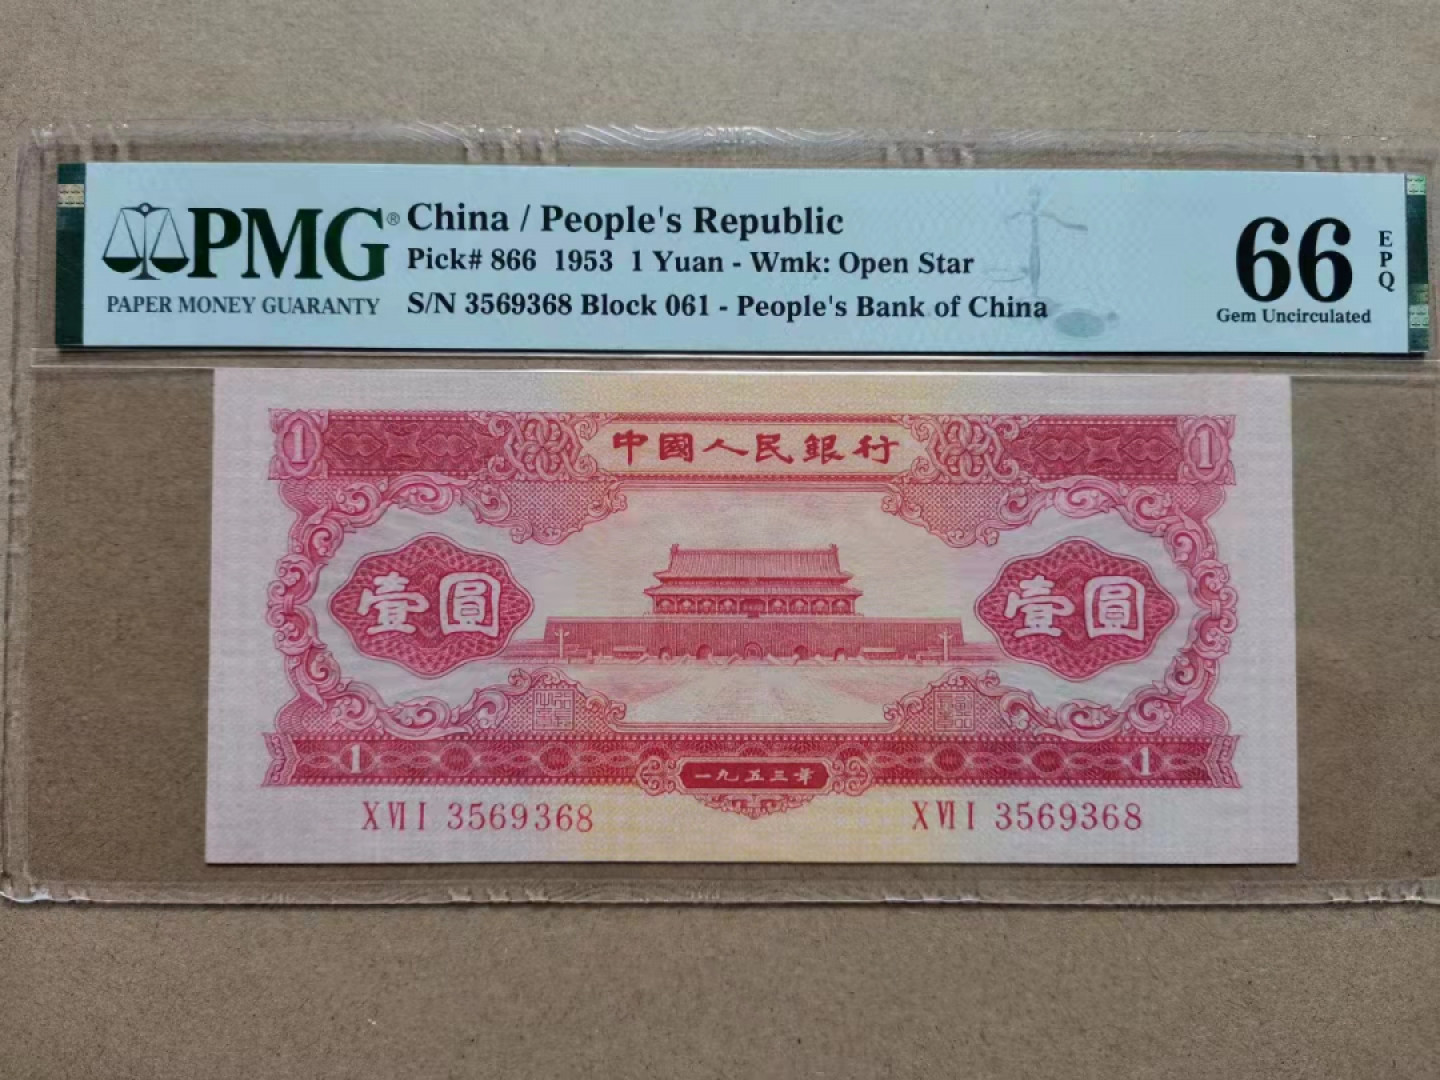 PMG®
PAPER MONEY GUARANTY
China / People's Republic
Pick# 866 1953 1 Yuan - Wmk: Open Star
S/N 3569368 Block 061 - People's Bank of China
66
EPQ
Gem Uncirculated
1 中國人民銀行 1
壹圓 壹圓
1 一九五三年 1
X VII I 3569368 X VII I 3569368